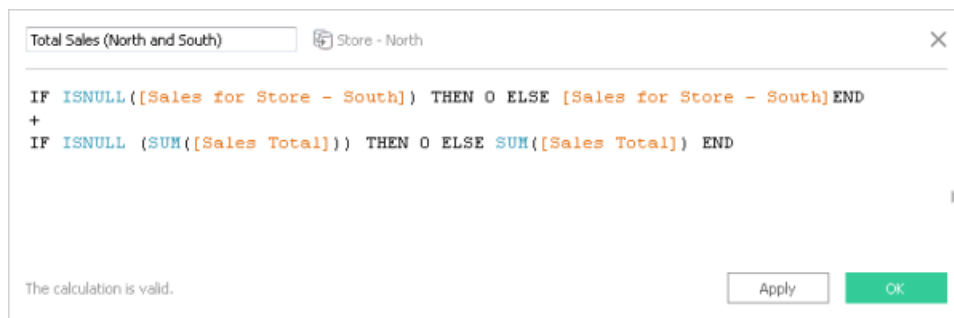 Total Sales (North and South) Store - North
IF ISNULL([Sales for Store - South]) THEN 0 ELSE [Sales for Store - South]END
+
IF ISNULL (SUM([Sales Total])) THEN 0 ELSE SUM([Sales Total]) END
The calculation is valid. Apply OK